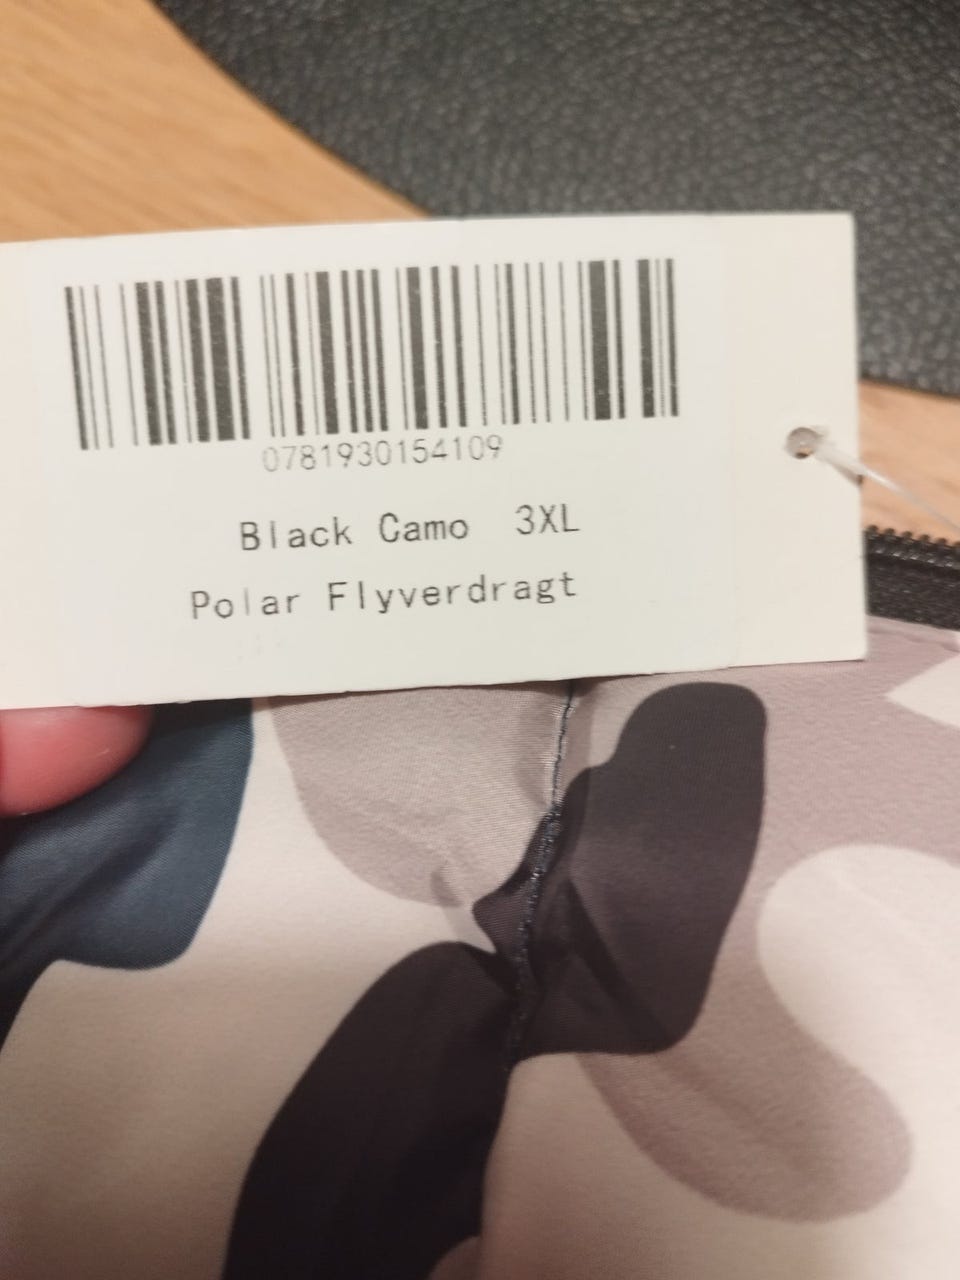 0781930154109
Black Camo 3XL
Polar Flyverdragt